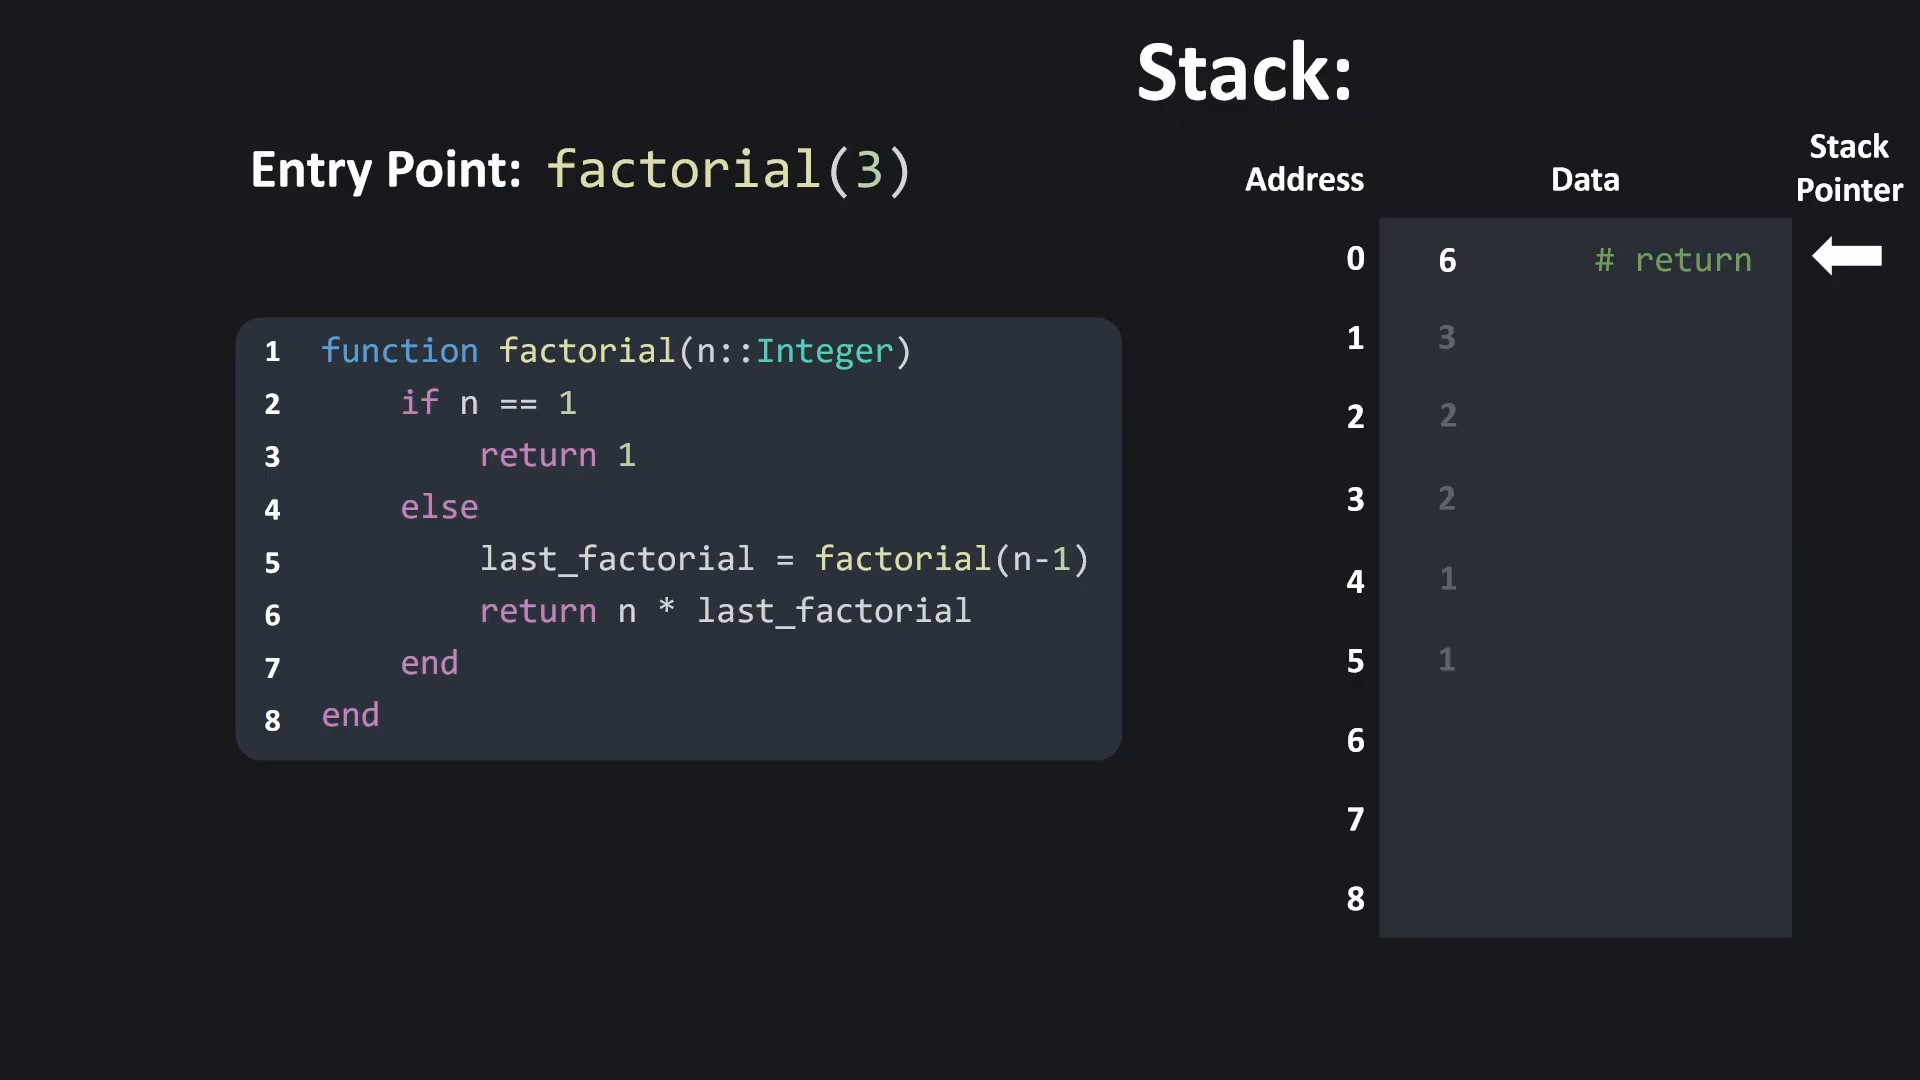 Stack:
Entry Point: factorial(3)
Address Data Stack Pointer
1 function factorial(n::Integer)
2 if n == 1
3 return 1
4 else
5 last_factorial = factorial(n-1)
6 return n * last_factorial
7 end
8 end
0 6 # return
1 3
2 2
3 2
4 1
5 1
6
7
8